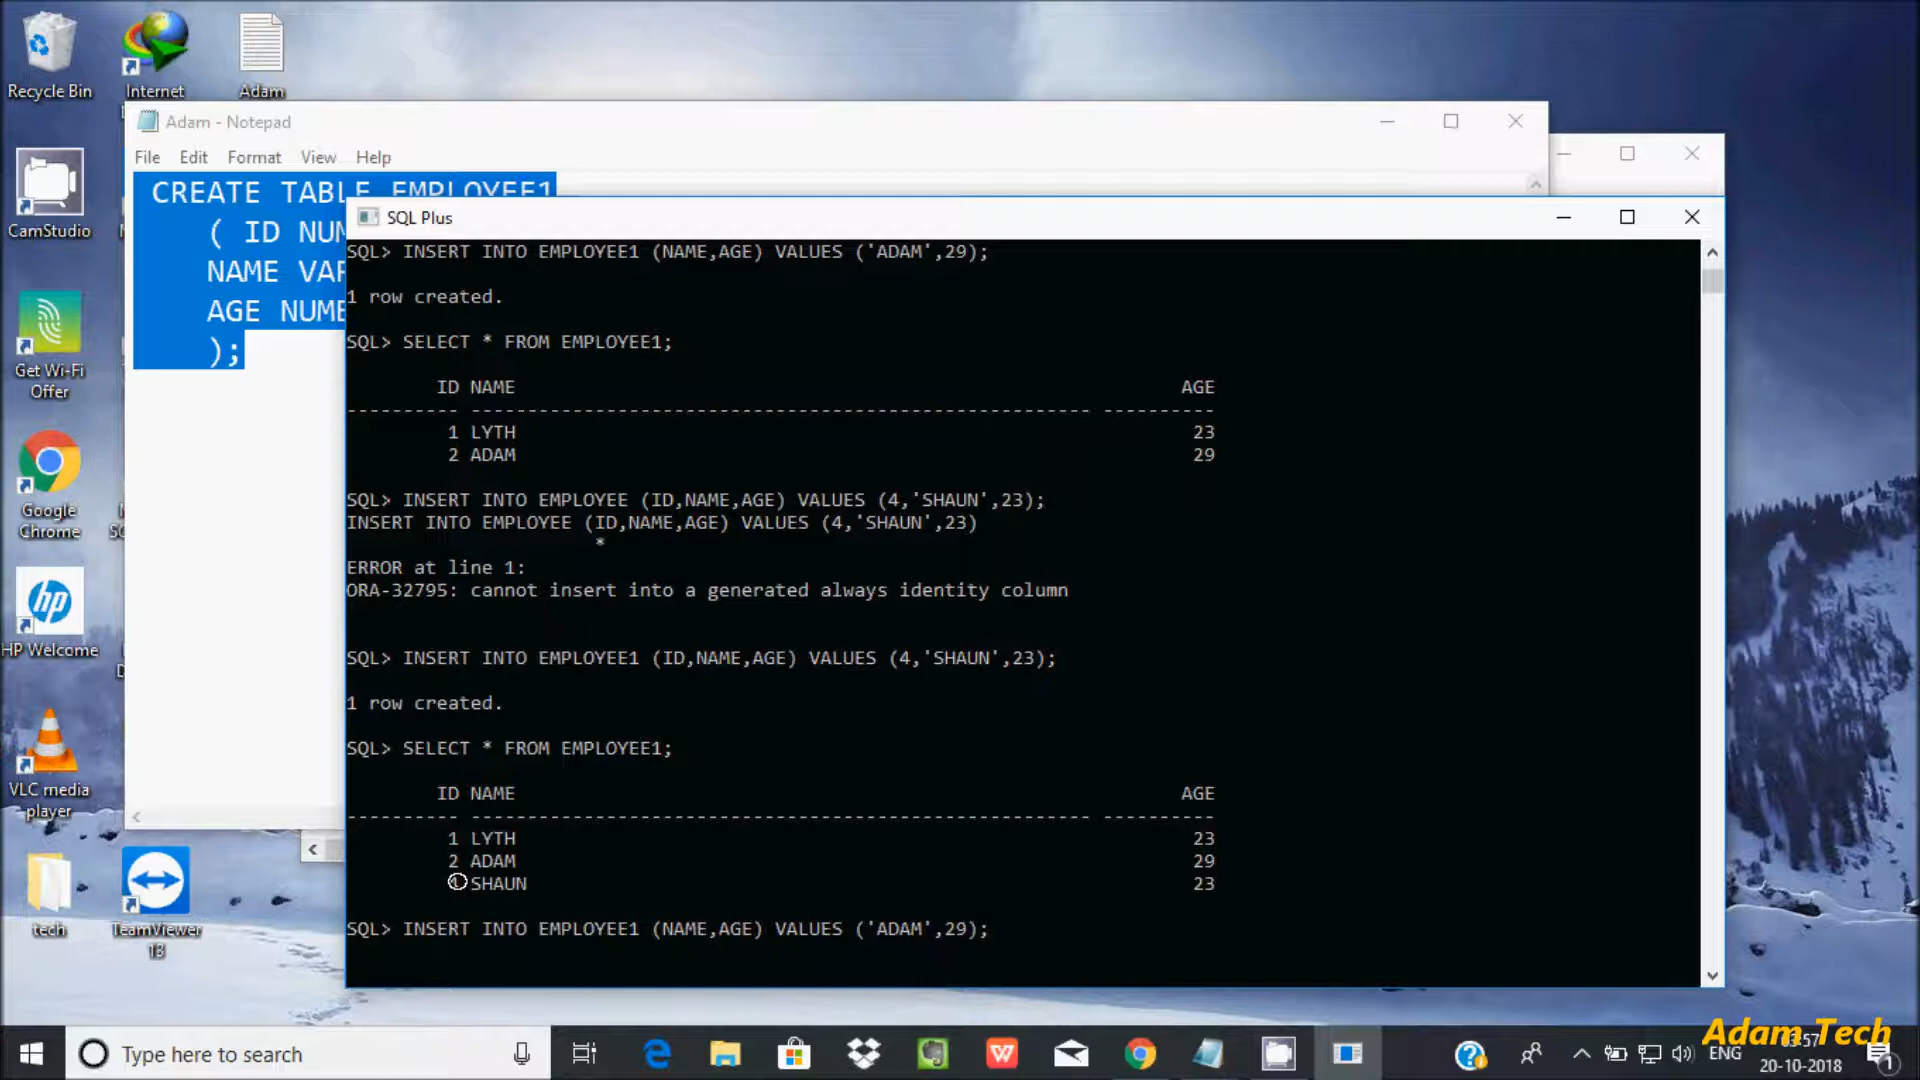 Recycle Bin
Internet
Adam
Adam - Notepad
File Edit Format View Help
CREATE TABLE EMPLOYEE1
( ID NUM
NAME VAR
AGE NUMB
);
CamStudio
Get Wi-Fi
Offer
Google
Chrome
HP Welcome
VLC media
player
tech
TeamViewer
13
SQL Plus
SQL> INSERT INTO EMPLOYEE1 (NAME,AGE) VALUES ('ADAM',29);
1 row created.
SQL> SELECT * FROM EMPLOYEE1;
ID NAME AGE
---------- ------------------------------------------------------- ----------
1 LYTH 23
2 ADAM 29
SQL> INSERT INTO EMPLOYEE (ID,NAME,AGE) VALUES (4,'SHAUN',23);
INSERT INTO EMPLOYEE (ID,NAME,AGE) VALUES (4,'SHAUN',23)
*
ERROR at line 1:
ORA-32795: cannot insert into a generated always identity column
SQL> INSERT INTO EMPLOYEE1 (ID,NAME,AGE) VALUES (4,'SHAUN',23);
1 row created.
SQL> SELECT * FROM EMPLOYEE1;
ID NAME AGE
---------- ------------------------------------------------------- ----------
1 LYTH 23
2 ADAM 29
SHAUN 23
SQL> INSERT INTO EMPLOYEE1 (NAME,AGE) VALUES ('ADAM',29);
Type here to search
ENG
Adam Tech
20-10-2018
1